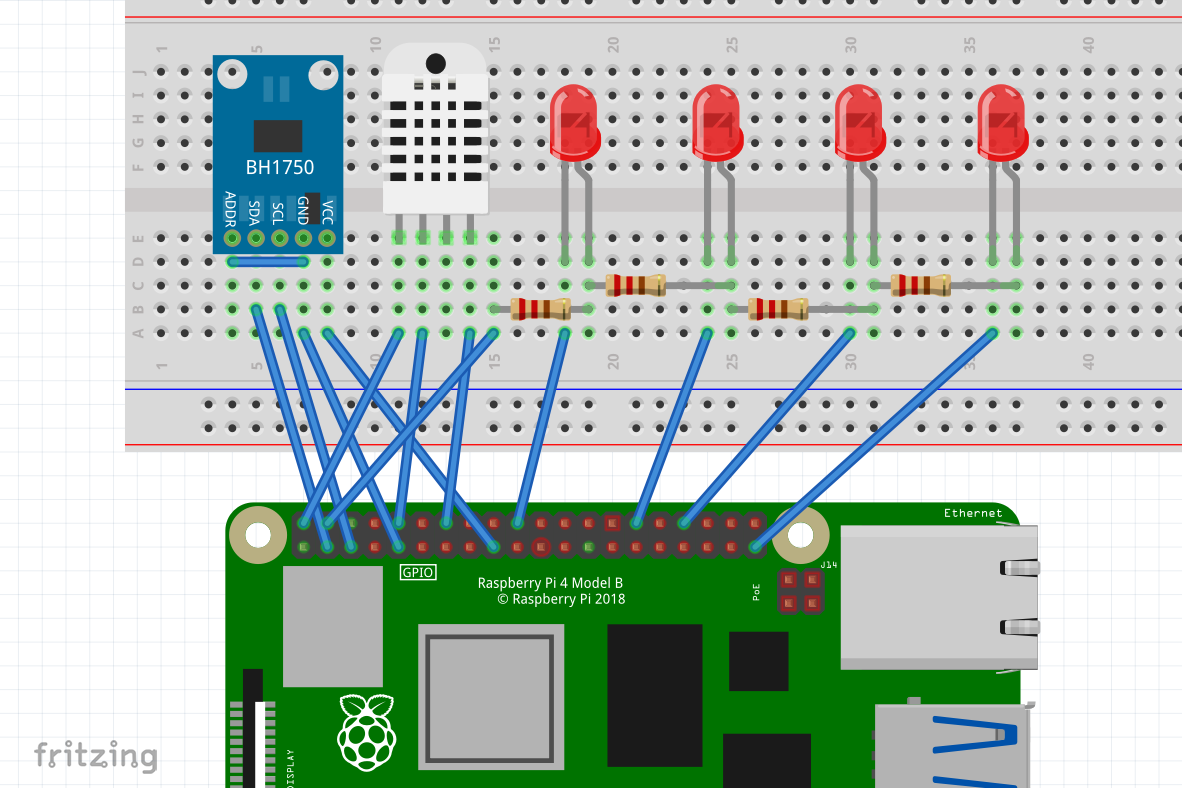 1 5 10 15 20 25 30 35 40
J
I
H
G
F
BH1750
ADDR SDA SCL GND VCC
E
D
C
B
A
1 5 10 15 20 25 30 35 40
Ethernet
GPIO
J14
PoE
Raspberry Pi 4 Model B
© Raspberry Pi 2018
DISPLAY
fritzing